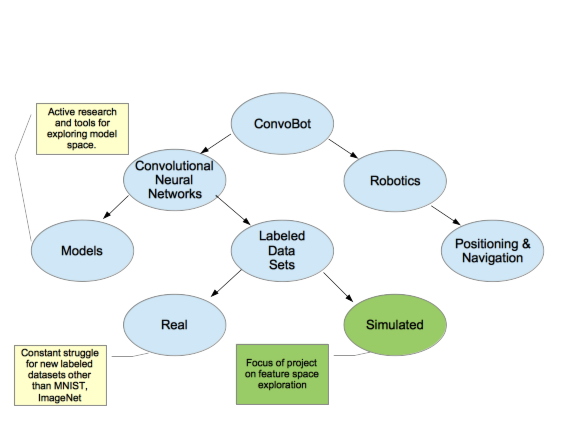 Active research
and tools for
exploring model
space.
ConvoBot
Convolutional
Neural
Networks
Robotics
Models
Labeled
Data
Sets
Positioning &
Navigation
Real
Simulated
Constant struggle
for new labeled
datasets other
than MNIST,
ImageNet
Focus of project
on feature space
exploration